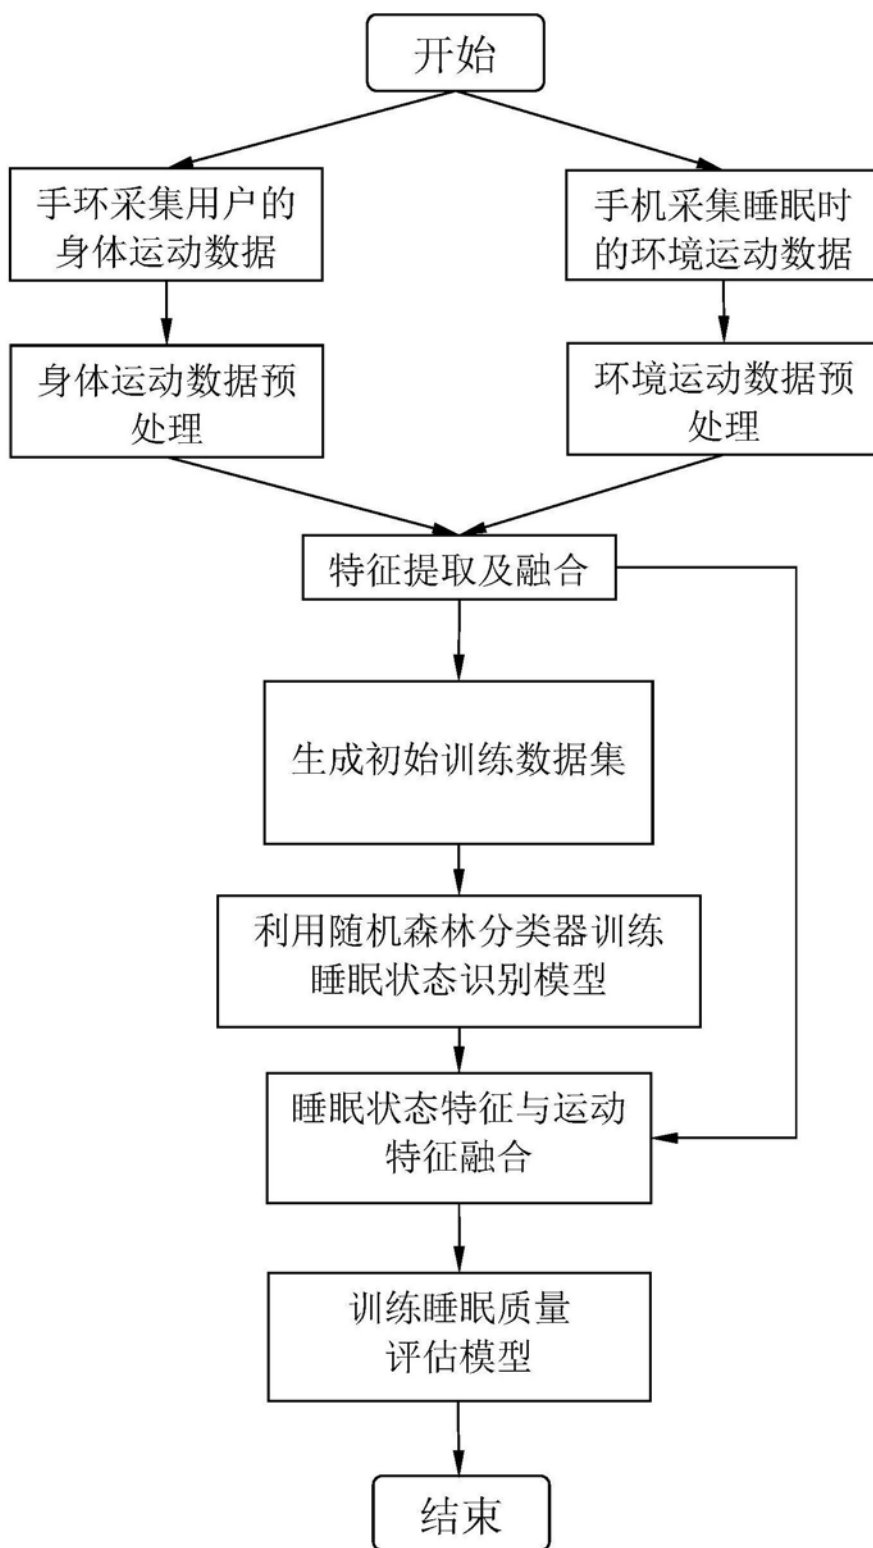 开始
手环采集用户的
身体运动数据
手机采集睡眠时
的环境运动数据
身体运动数据预
处理
环境运动数据预
处理
特征提取及融合
生成初始训练数据集
利用随机森林分类器训练
睡眠状态识别模型
睡眠状态特征与运动
特征融合
训练睡眠质量
评估模型
结束